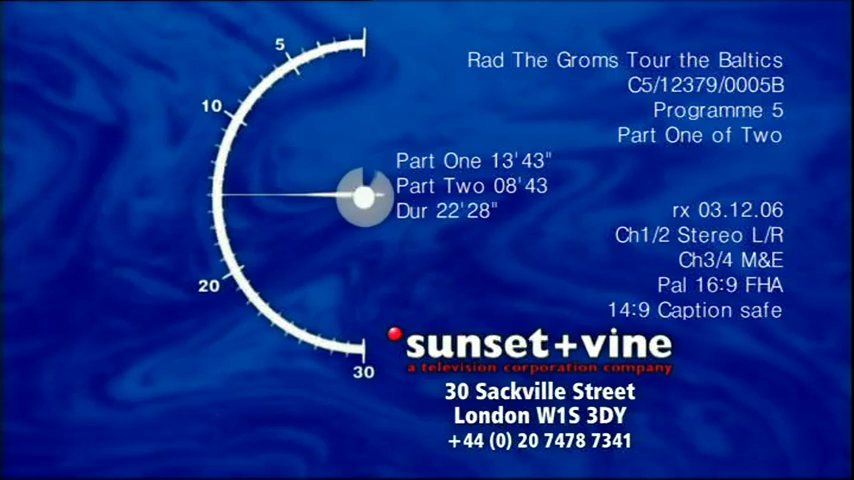 Rad The Groms Tour the Baltics
C5/12379/0005B
Programme 5
Part One of Two
5
10
20
30
Part One 13'43"
Part Two 08'43
Dur 22'28"
rx 03.12.06
Ch1/2 Stereo L/R
Ch3/4 M&E
Pal 16:9 FHA
14:9 Caption safe
sunset+vine
a television corporation company
30 Sackville Street
London W1S 3DY
+44 (0) 20 7478 7341